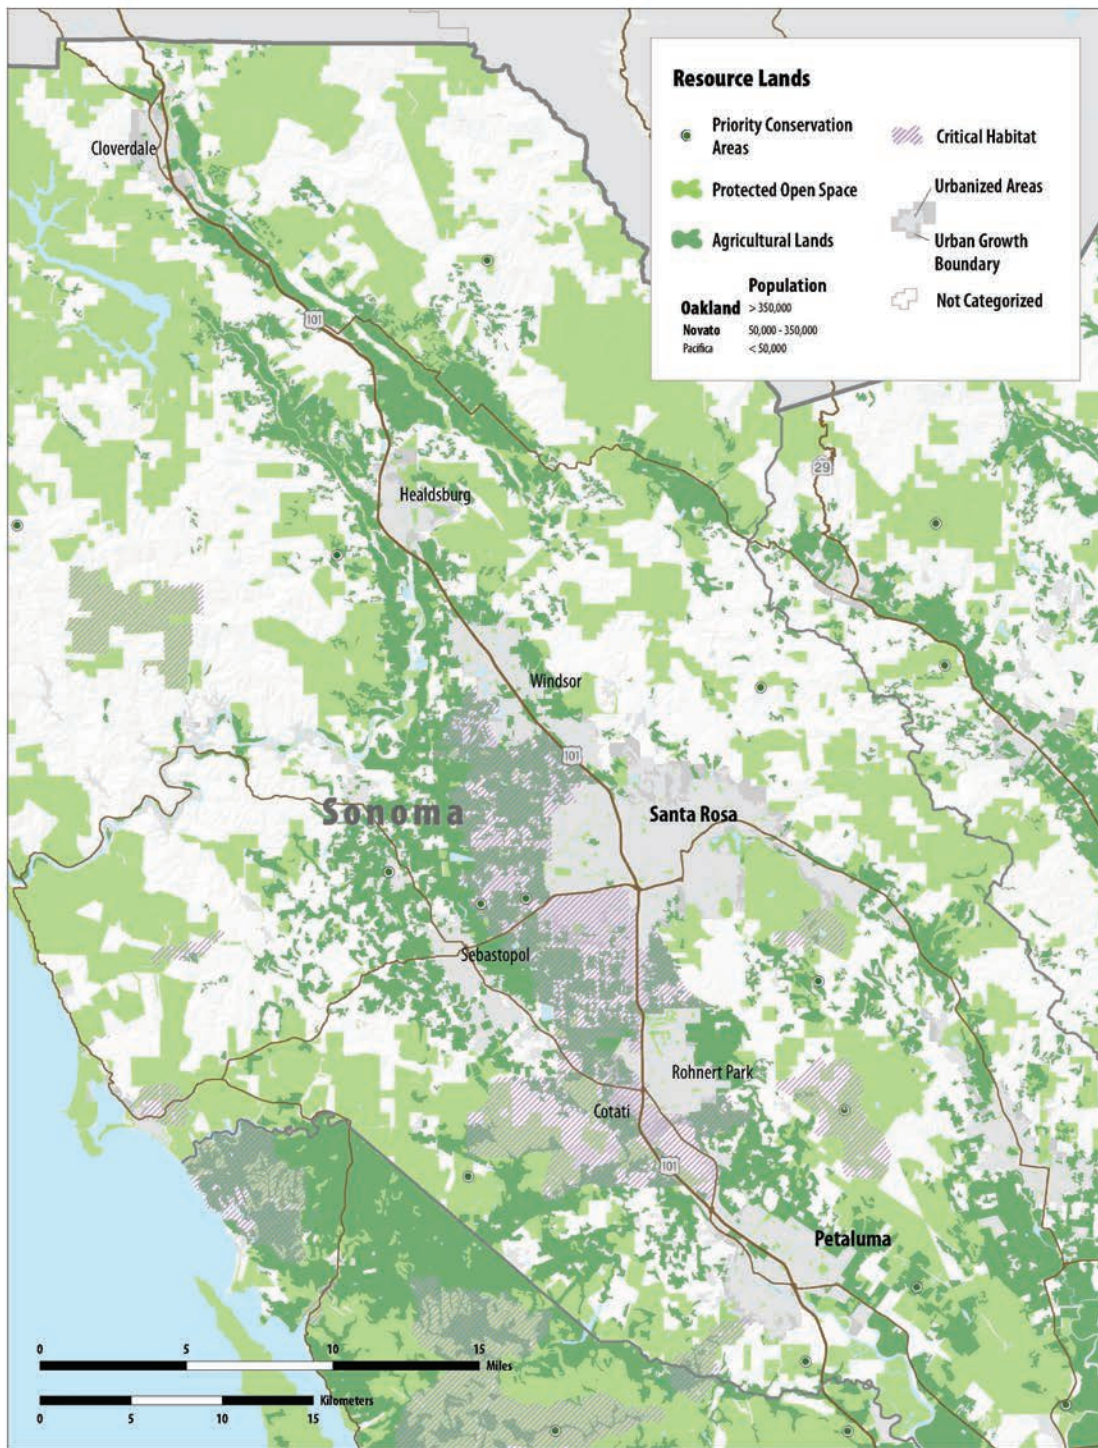 Resource Lands
Priority Conservation
Areas
Protected Open Space
Agricultural Lands
Critical Habitat
Urbanized Areas
Urban Growth
Boundary
Not Categorized
Population
Oakland > 350,000
Novato 50,000 - 350,000
Pacifica < 50,000
Cloverdale
101
Healdsburg
29
Windsor
101
Sonoma
Santa Rosa
Sebastopol
Rohnert Park
Cotati
101
Petaluma
0 5 10 15
Miles
Kilometers
0 5 10 15